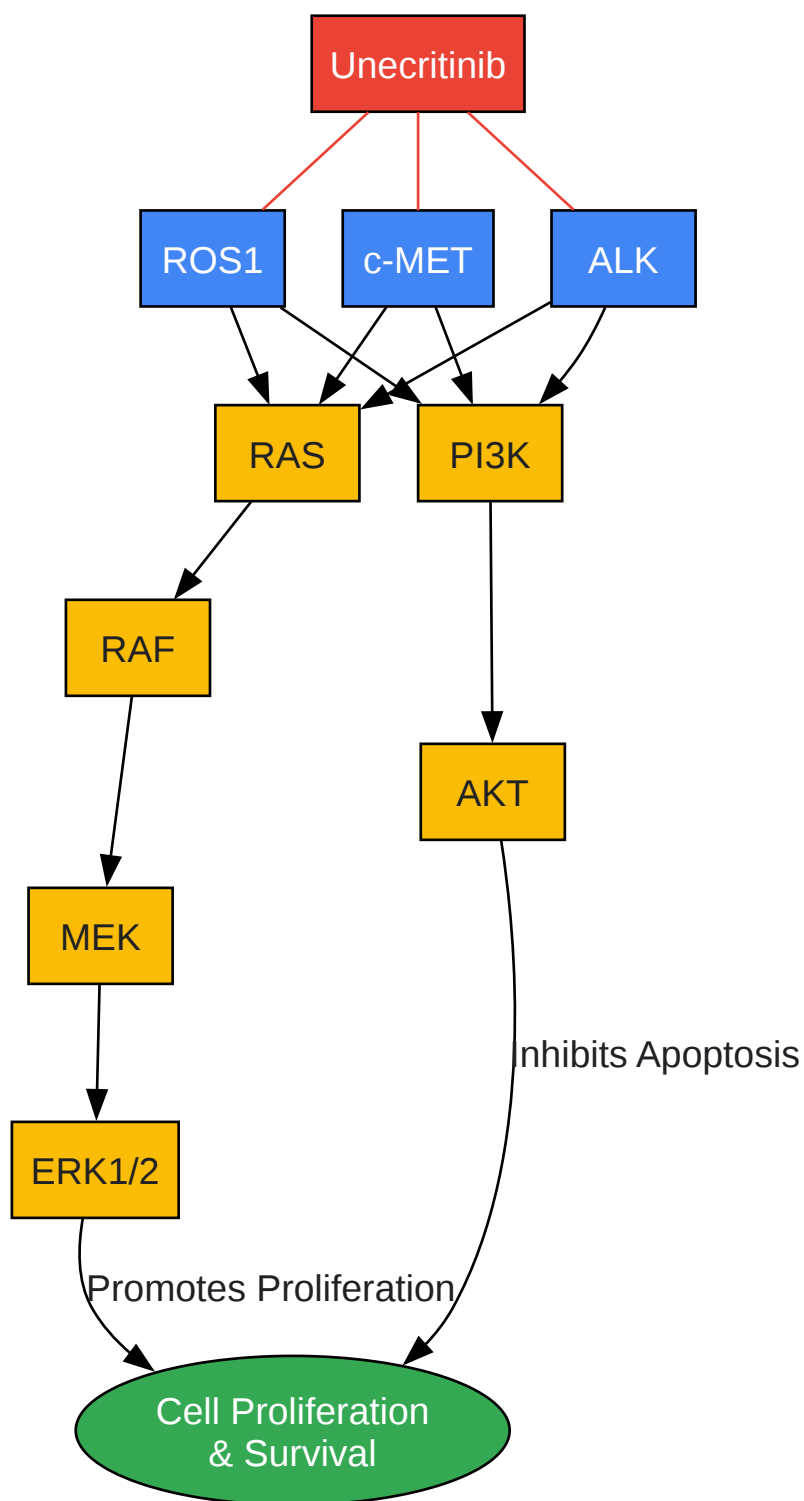 Unecritinib
ROS1
c-MET
ALK
RAS
PI3K
RAF
AKT
MEK
Inhibits Apoptosis
ERK1/2
Promotes Proliferation
Cell Proliferation
& Survival